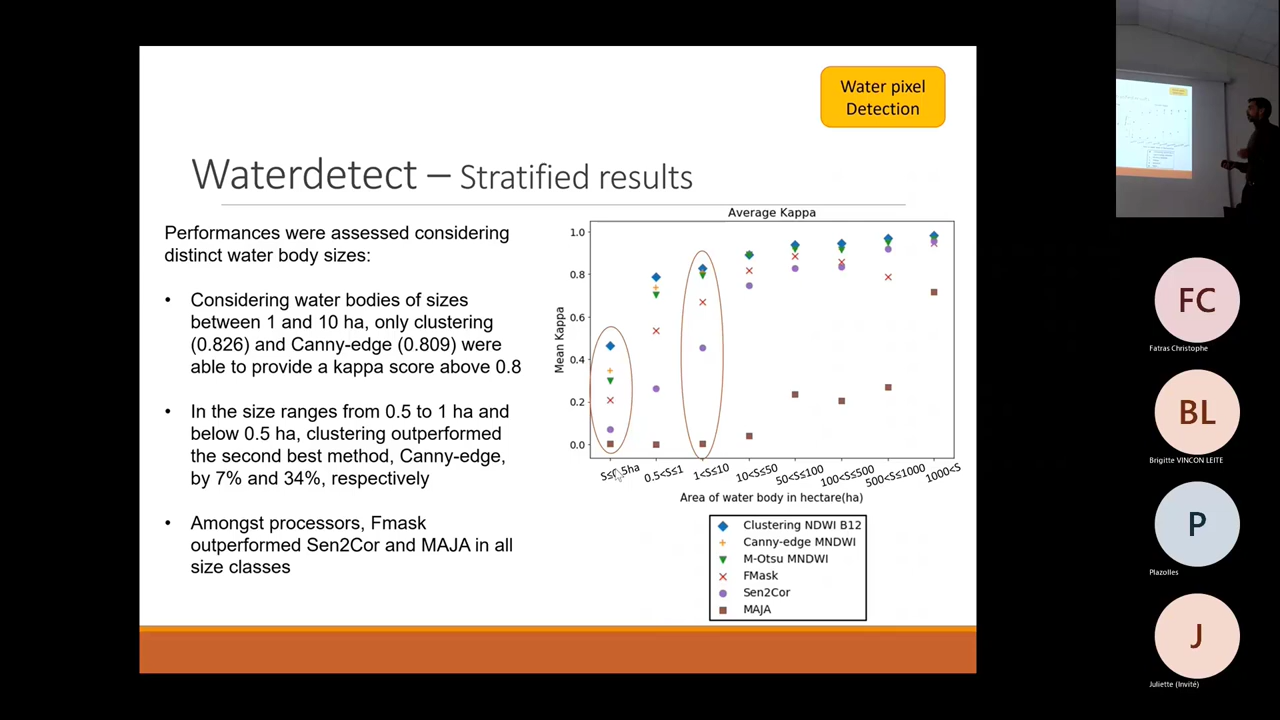 Water pixel
Detection
Waterdetect – Stratified results
Performances were assessed considering
distinct water body sizes:
• Considering water bodies of sizes
between 1 and 10 ha, only clustering
(0.826) and Canny-edge (0.809) were
able to provide a kappa score above 0.8
• In the size ranges from 0.5 to 1 ha and
below 0.5 ha, clustering outperformed
the second best method, Canny-edge,
by 7% and 34%, respectively
• Amongst processors, Fmask
outperformed Sen2Cor and MAJA in all
size classes
Average Kappa
Mean Kappa
1.0
0.8
0.6
0.4
0.2
0.0
0.5<S≤1
1<S≤10
10<S≤50
50<S≤100
100<S≤500
500<S≤1000
1000<S
Area of water body in hectare(ha)
Clustering NDWI B12
Canny-edge MNDWI
M-Otsu MNDWI
FMask
Sen2Cor
MAJA
FC
Fatras Christophe
BL
Brigitte VINCON LEITE
P
Plazolles
J
Juliette (Invité)